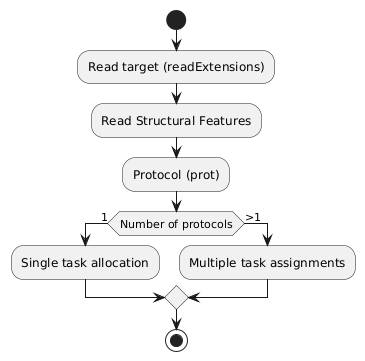 Read target (readExtensions)
Read Structural Features
Protocol (prot)
1
Number of protocols
>1
Single task allocation
Multiple task assignments